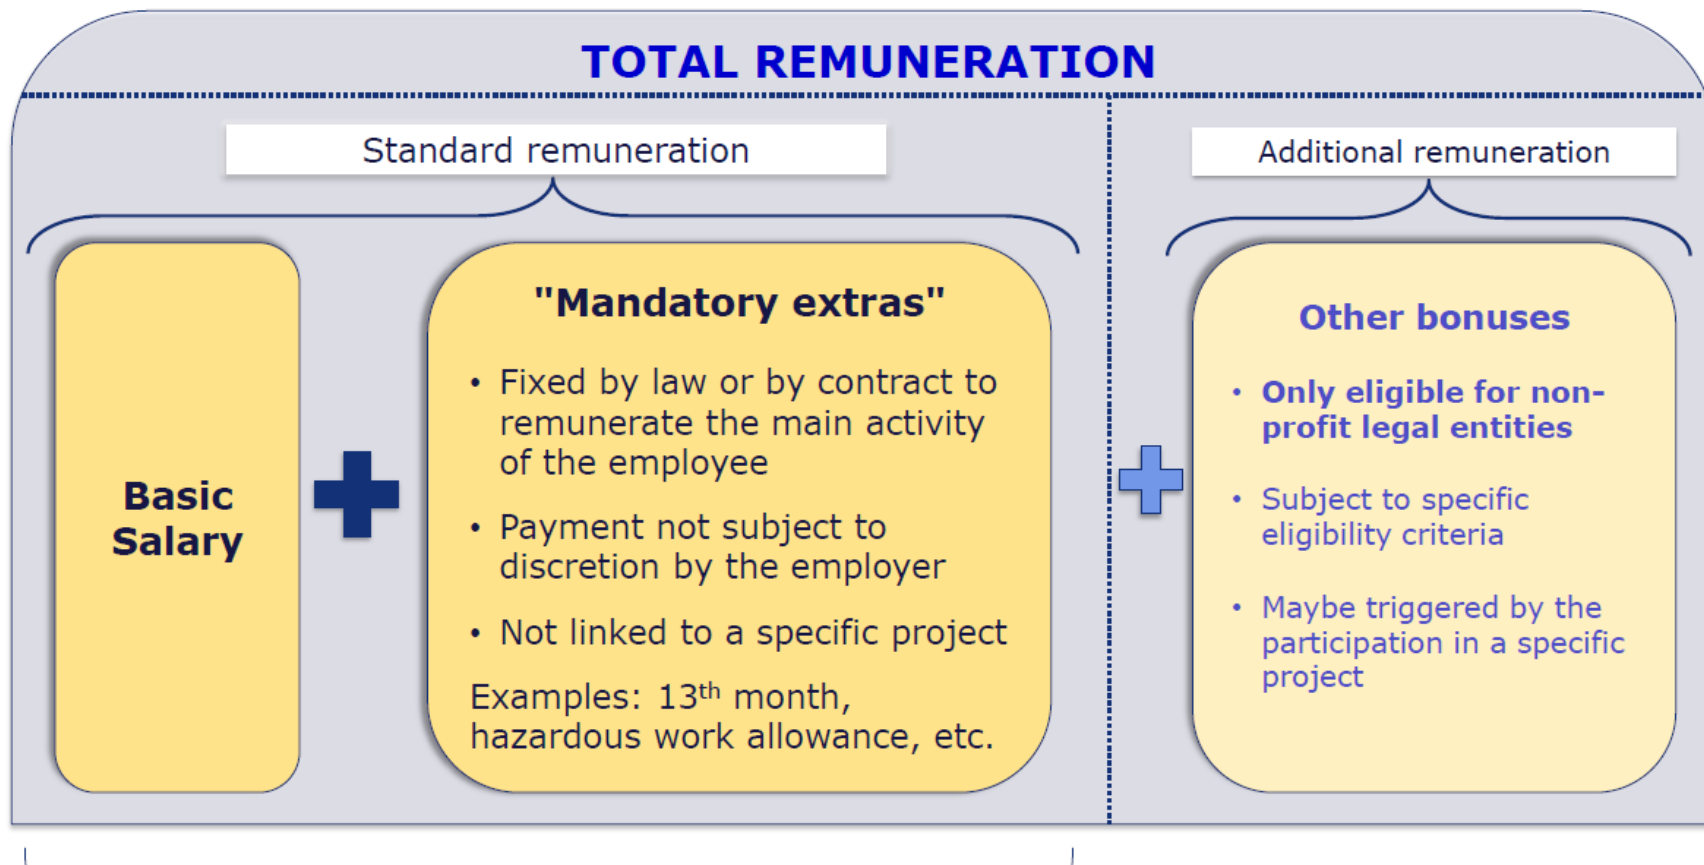 TOTAL REMUNERATION
Standard remuneration
Additional remuneration
Basic
Salary
"Mandatory extras"
• Fixed by law or by contract to
remunerate the main activity
of the employee
• Payment not subject to
discretion by the employer
• Not linked to a specific project
Examples: 13th month,
hazardous work allowance, etc.
Other bonuses
• Only eligible for non-
profit legal entities
• Subject to specific
eligibility criteria
• Maybe triggered by the
participation in a specific
project